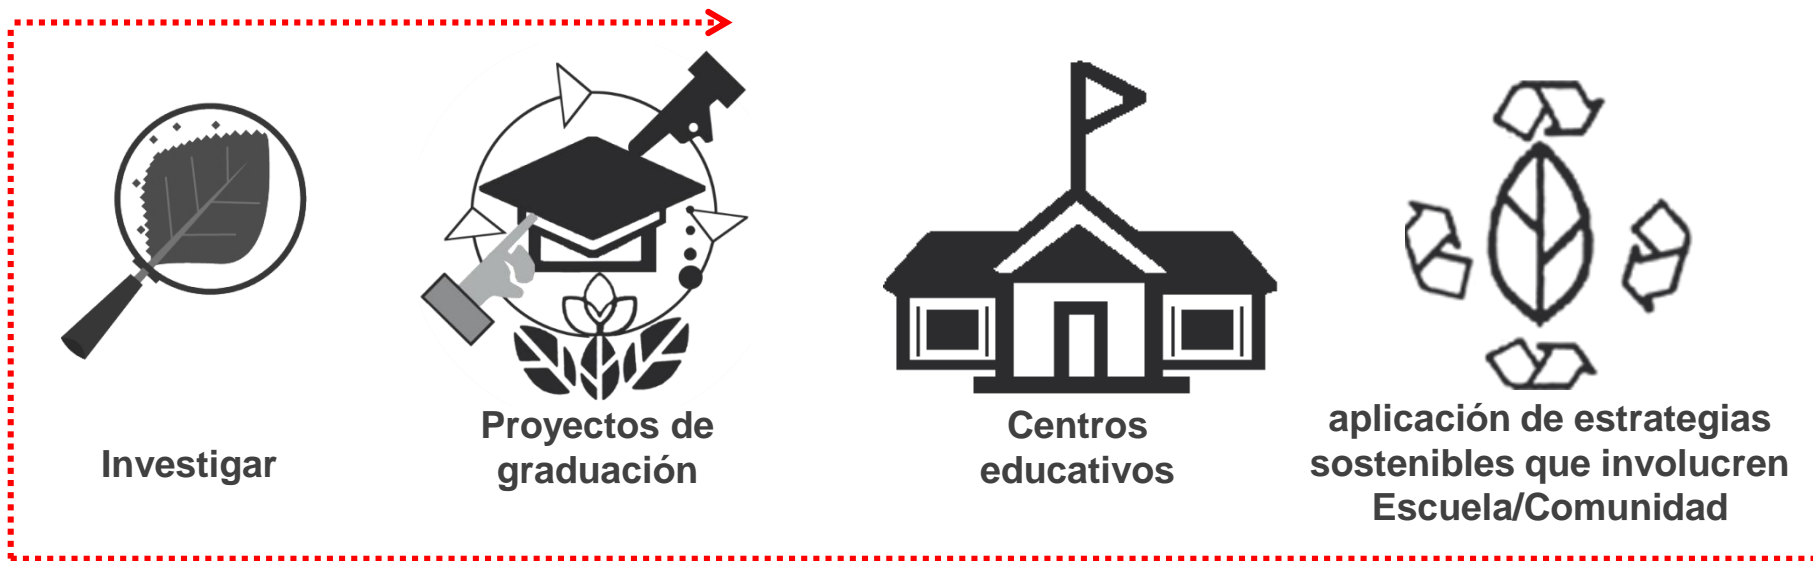 Investigar
Proyectos de
graduación
Centros
educativos
aplicación de estrategias
sostenibles que involucren
Escuela/Comunidad